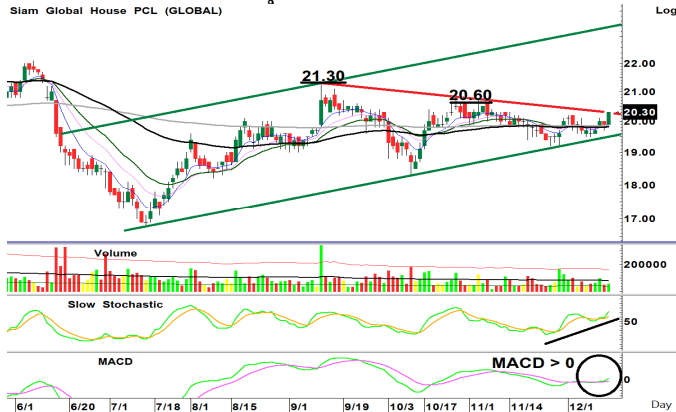 Siam Global House PCL (GLOBAL)
Log
22.00
21.30
21.00
20.60
20.30
20.00
19.00
18.00
17.00
Volume
200000
Slow Stochastic
50
MACD
MACD > 0
0
6/1 6/20 7/1 7/18 8/1 8/15 9/1 9/19 10/3 10/17 11/1 11/14 12/1 Day